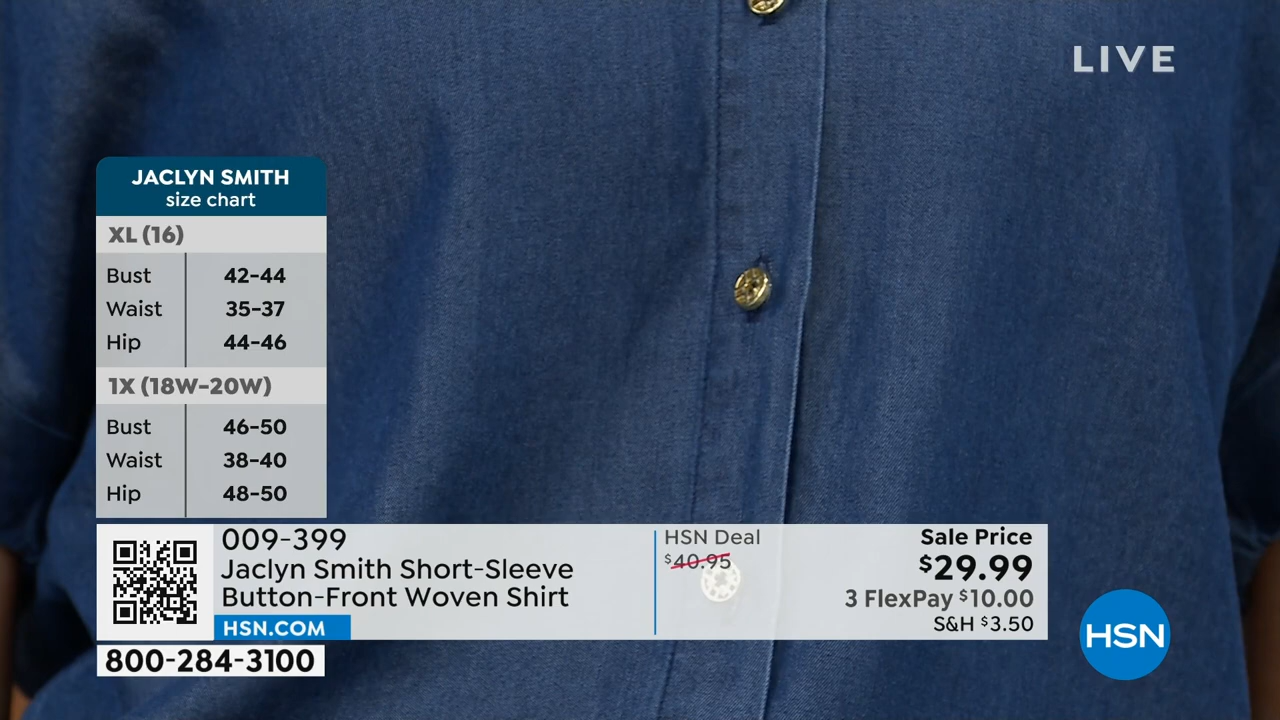 LIVE
JACLYN SMITH
size chart
XL (16)
Bust 42-44
Waist 35-37
Hip 44-46
1X (18W-20W)
Bust 46-50
Waist 38-40
Hip 48-50
009-399
Jaclyn Smith Short-Sleeve
Button-Front Woven Shirt
HSN.COM
800-284-3100
HSN Deal
$40.95
Sale Price
$29.99
3 FlexPay $10.00
S&H $3.50
HSN